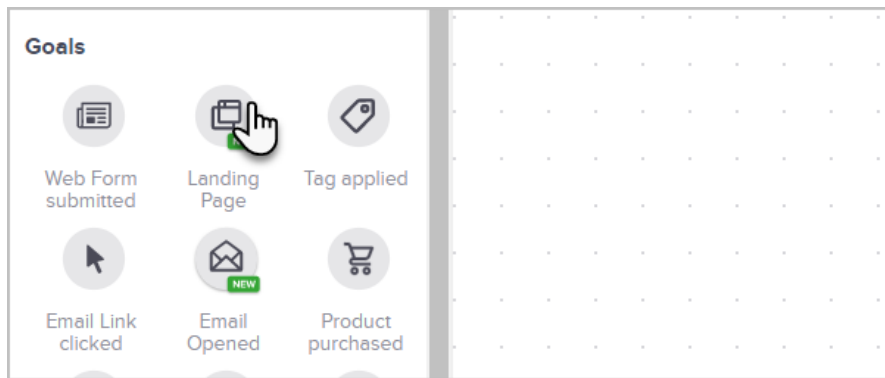 Goals
Web Form
submitted
Landing
Page
Tag applied
NEW
Email Link
clicked
Email
Opened
Product
purchased